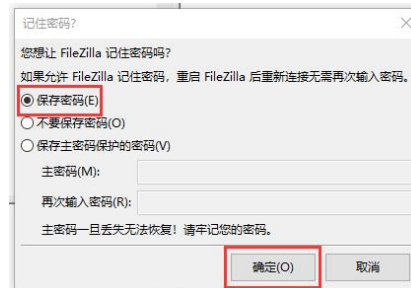 记住密码?
您想让 FileZilla 记住密码吗?
如果允许 FileZilla 记住密码，重启 FileZilla 后重新连接无需再次输入密码。
保存密码(E)
不要保存密码(O)
保存主密码保护的密码(V)
主密码(M):
再次输入密码(R):
主密码一旦丢失无法恢复！请牢记您的密码。
确定(O) 取消